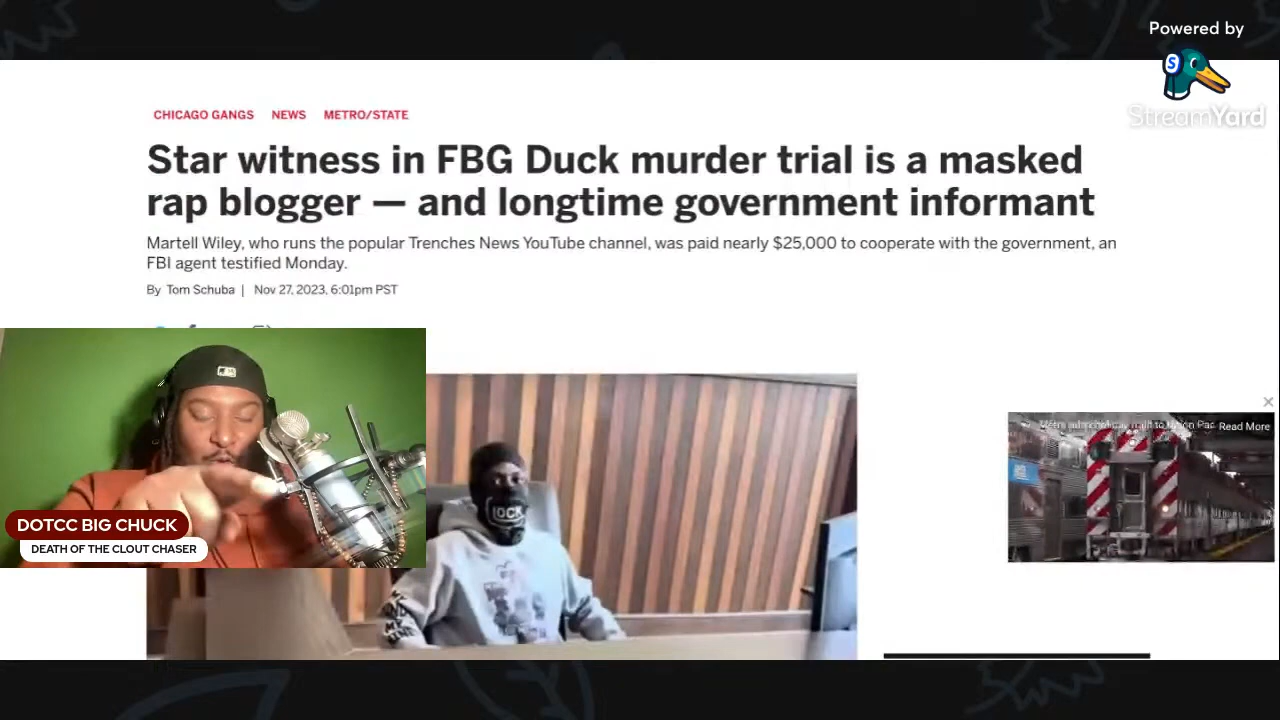 Powered by
StreamYard
CHICAGO GANGS NEWS METRO/STATE
Star witness in FBG Duck murder trial is a masked
rap blogger — and longtime government informant
Martell Wiley, who runs the popular Trenches News YouTube channel, was paid nearly $25,000 to cooperate with the government, an
FBI agent testified Monday.
By Tom Schuba | Nov 27, 2023, 6:01pm PST
Read More
DOTCC BIG CHUCK
DEATH OF THE CLOUT CHASER